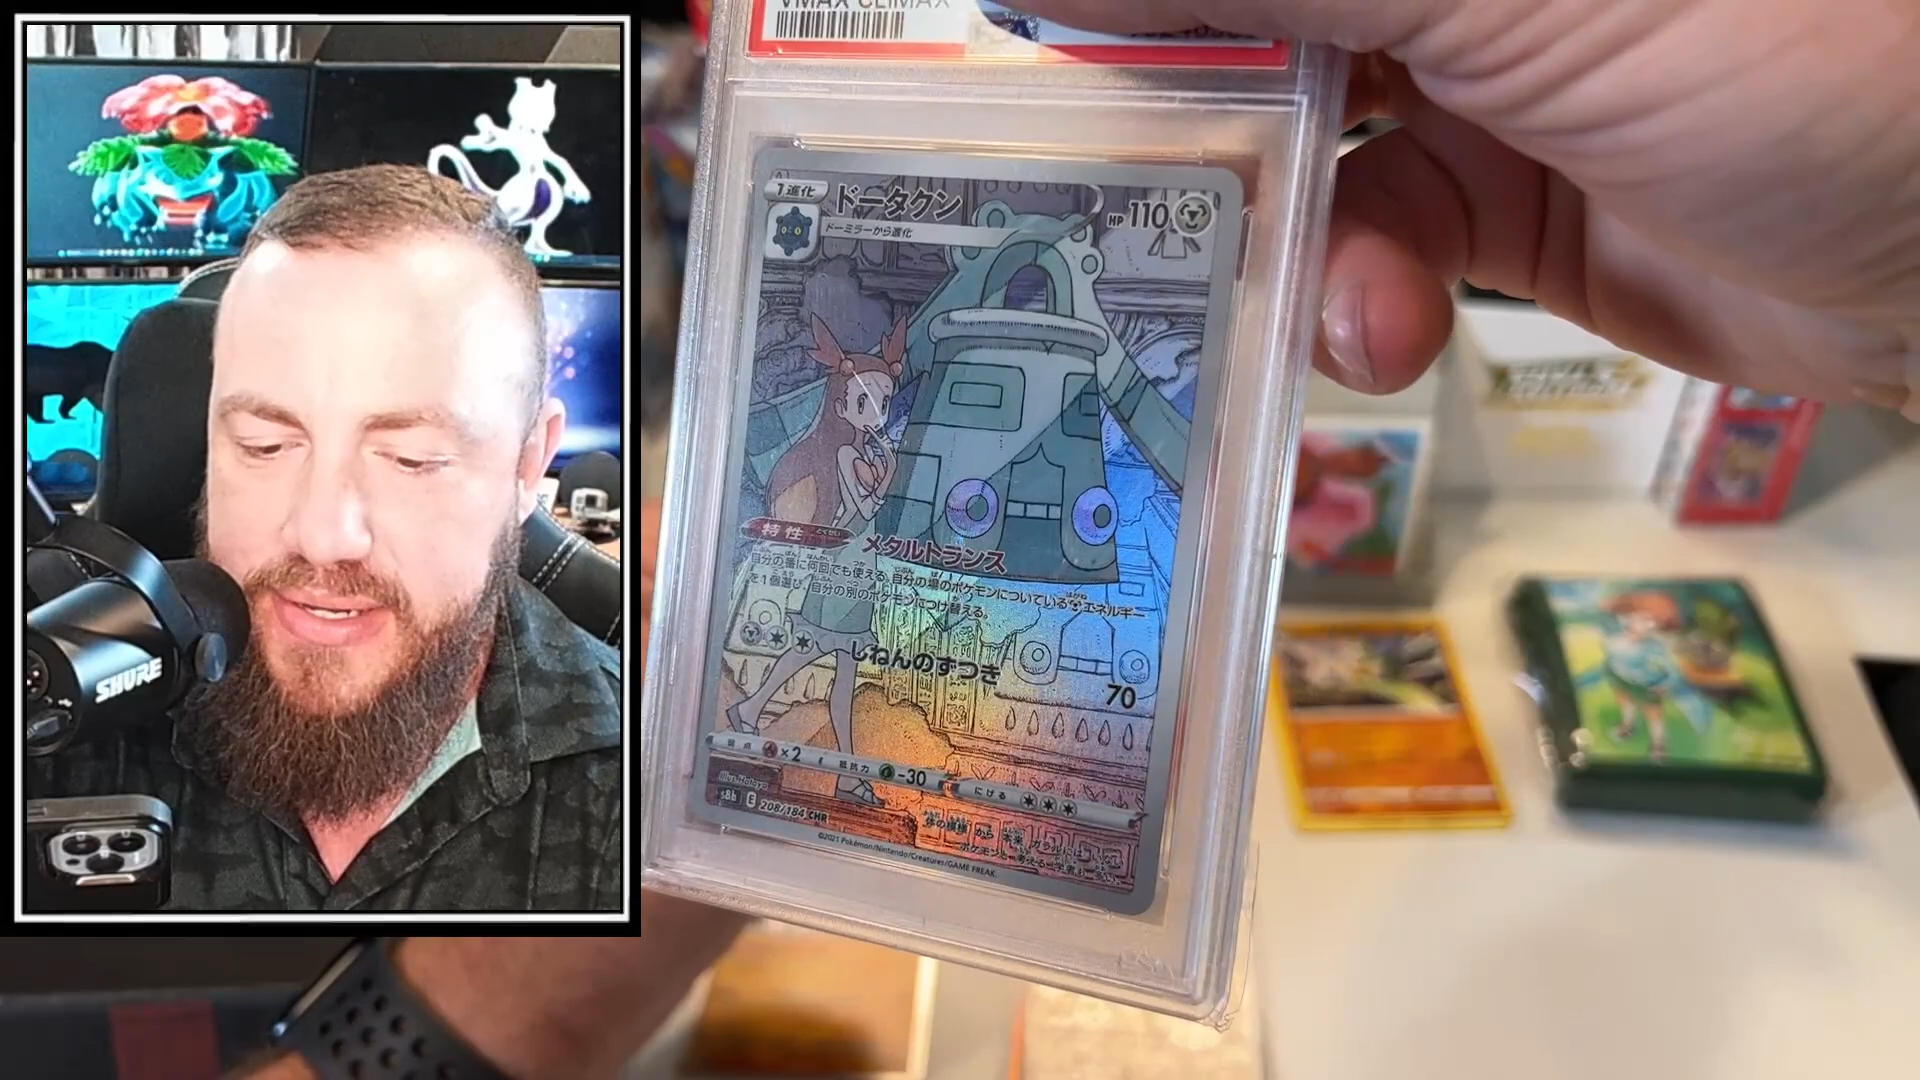 VMAX CLIMAX
1進化
ドータクン
HP 110
ドーミラーから進化
特性
メタルトランス
自分の番に何回でも使える。自分の場のポケモンについているエネルギー
を1個選び、自分の別のポケモンにつけ替える。
しねんのずつき
70
弱点 ×2 抵抗力 -30 にげる
s8b E 208/184 CHR
©2021 Pokémon/Nintendo/Creatures/GAME FREAK.
SHURE